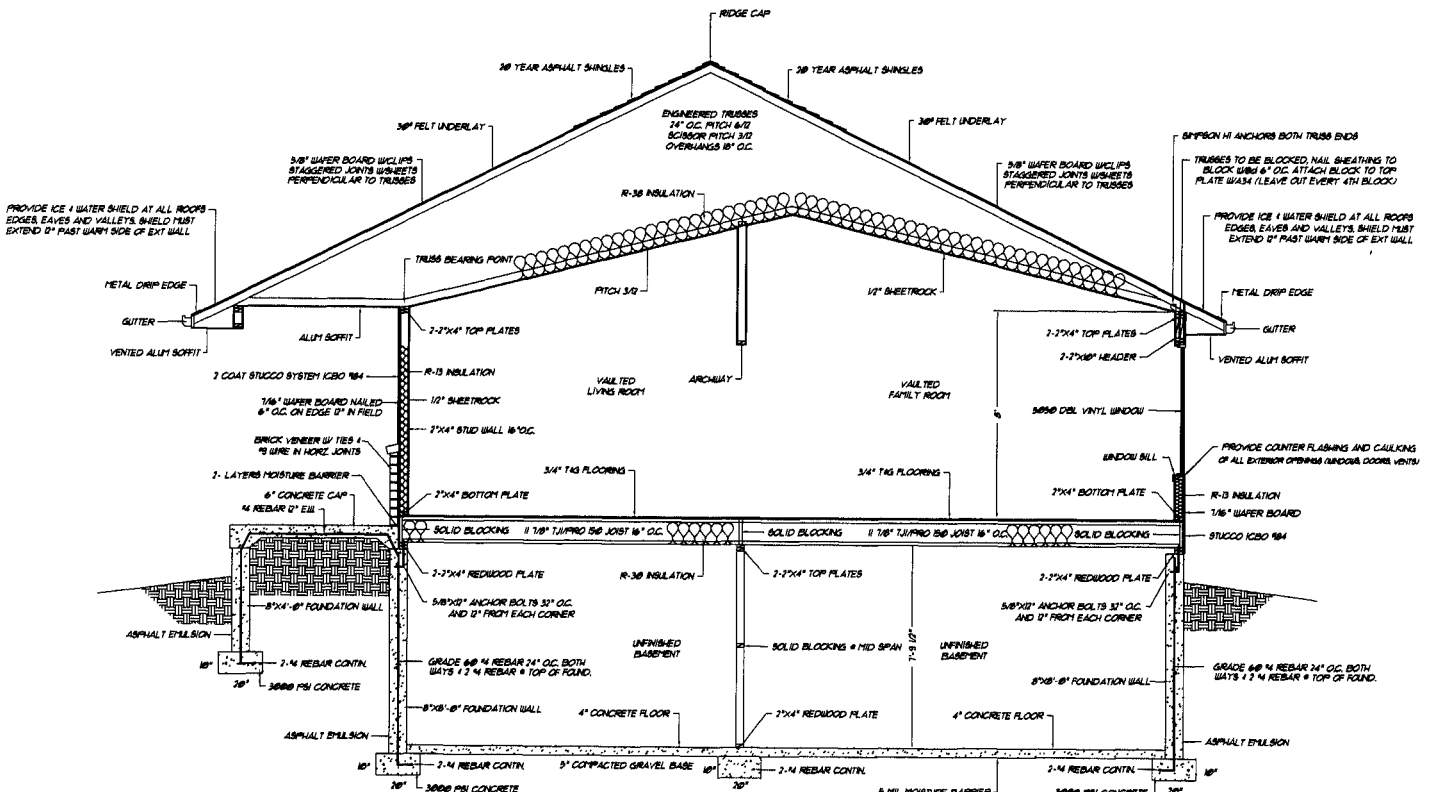 RIDGE CAP
20 YEAR ASPHALT SHINGLES
20 YEAR ASPHALT SHINGLES
ENGINEERED TRUSSES
24" O.C. PITCH 6/12
SCISSOR PITCH 3/12
OVERHANGS 18" O.C.
30# FELT UNDERLAY
30# FELT UNDERLAY
SIMPSON H1 ANCHORS BOTH TRUSS ENDS
5/8" WAFER BOARD W/CLIPS
STAGGERED JOINTS W/SHEETS
PERPENDICULAR TO TRUSSES
5/8" WAFER BOARD W/CLIPS
STAGGERED JOINTS W/SHEETS
PERPENDICULAR TO TRUSSES
TRUSSES TO BE BLOCKED, NAIL SHEATHING TO
BLOCK W/8d 6" O.C. ATTACH BLOCK TO TOP
PLATE W/A34 (LEAVE OUT EVERY 4TH BLOCK)
R-38 INSULATION
PROVIDE ICE & WATER SHIELD AT ALL ROOFS
EDGES, EAVES AND VALLEYS. SHIELD MUST
EXTEND 12" PAST WARM SIDE OF EXT WALL
PROVIDE ICE & WATER SHIELD AT ALL ROOFS
EDGES, EAVES AND VALLEYS. SHIELD MUST
EXTEND 12" PAST WARM SIDE OF EXT WALL
TRUSS BEARING POINT
METAL DRIP EDGE
PITCH 3/12
1/2" SHEETROCK
METAL DRIP EDGE
GUTTER
ALUM SOFFIT
2-2"X4" TOP PLATES
2-2"X4" TOP PLATES
GUTTER
VENTED ALUM SOFFIT
2-2"X10" HEADER
VENTED ALUM SOFFIT
2 COAT STUCCO SYSTEM ICBO
R-13 INSULATION
VAULTED
LIVING ROOM
ARCHWAY
VAULTED
FAMILY ROOM
7/16" WAFER BOARD NAILED
6" O.C. ON EDGE 12" IN FIELD
1/2" SHEETROCK
8'
5050 DBL VINYL WINDOW
2"X4" STUD WALL 16" O.C.
BRICK VENEER W/ TIES &
#9 WIRE IN HORZ JOINTS
PROVIDE COUNTER FLASHING AND CAULKING
OF ALL EXTERIOR OPENINGS (WINDOWS, DOORS, VENTS)
WINDOW SILL
2- LAYERS MOISTURE BARRIER
3/4" T&G FLOORING
3/4" T&G FLOORING
6" CONCRETE CAP
2"X4" BOTTOM PLATE
2"X4" BOTTOM PLATE
R-13 INSULATION
#4 REBAR 12" E.W.
7/16" WAFER BOARD
SOLID BLOCKING
11 7/8" TJI/PRO 150 JOIST 16" O.C.
SOLID BLOCKING
11 7/8" TJI/PRO 150 JOIST 16" O.C.
SOLID BLOCKING
STUCCO ICBO
2-2"X4" REDWOOD PLATE
R-30 INSULATION
2-2"X4" TOP PLATES
2-2"X4" REDWOOD PLATE
8"X4'-0" FOUNDATION WALL
5/8"X12" ANCHOR BOLTS 32" O.C.
AND 12" FROM EACH CORNER
5/8"X12" ANCHOR BOLTS 32" O.C.
AND 12" FROM EACH CORNER
ASPHALT EMULSION
UNFINISHED
BASEMENT
SOLID BLOCKING @ MID SPAN
7'-9 1/2"
UNFINISHED
BASEMENT
10"
2-#4 REBAR CONTIN.
GRADE 60 #4 REBAR 24" O.C. BOTH
WAYS & 2 #4 REBAR @ TOP OF FOUND.
GRADE 60 #4 REBAR 24" O.C. BOTH
WAYS & 2 #4 REBAR @ TOP OF FOUND.
20"
3000 PSI CONCRETE
8"X8'-0" FOUNDATION WALL
8"X8'-0" FOUNDATION WALL
4" CONCRETE FLOOR
2"X4" REDWOOD PLATE
4" CONCRETE FLOOR
ASPHALT EMULSION
ASPHALT EMULSION
10"
2-#4 REBAR CONTIN.
5" COMPACTED GRAVEL BASE
10"
2-#4 REBAR CONTIN.
2-#4 REBAR CONTIN.
10"
20"
3000 PSI CONCRETE
20"
MIL MOISTURE BARRIER
3000 PSI CONCRETE
20"